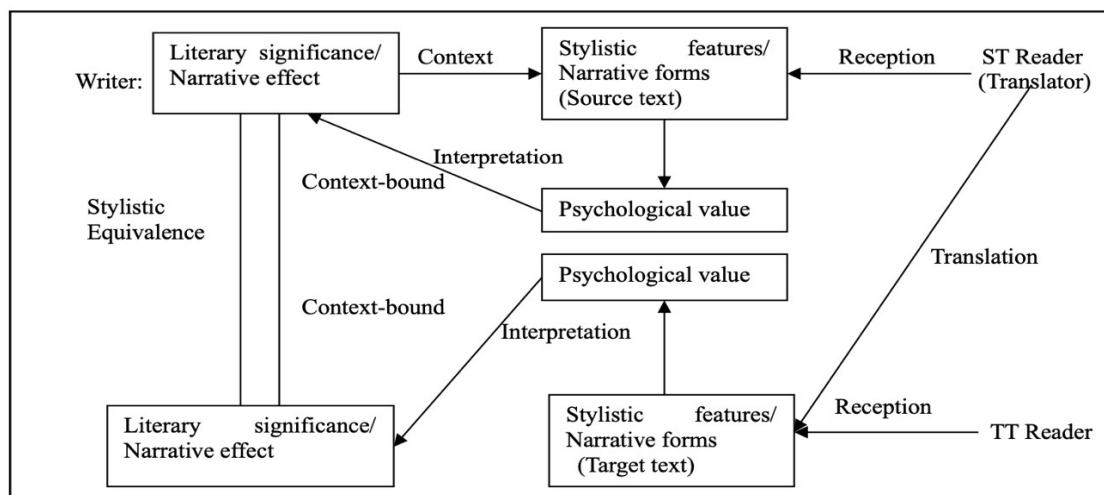 Writer:
Literary significance/
Narrative effect
Context
Stylistic features/
Narrative forms
(Source text)
Reception
ST Reader
(Translator)
Interpretation
Context-bound
Psychological value
Stylistic
Equivalence
Psychological value
Translation
Context-bound
Interpretation
Literary significance/
Narrative effect
Stylistic features/
Narrative forms
(Target text)
Reception
TT Reader